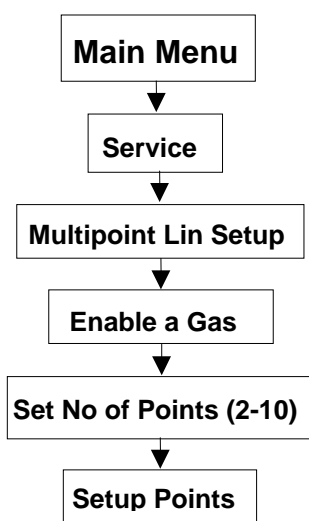 Main Menu
Service
Multipoint Lin Setup
Enable a Gas
Set No of Points (2-10)
Setup Points